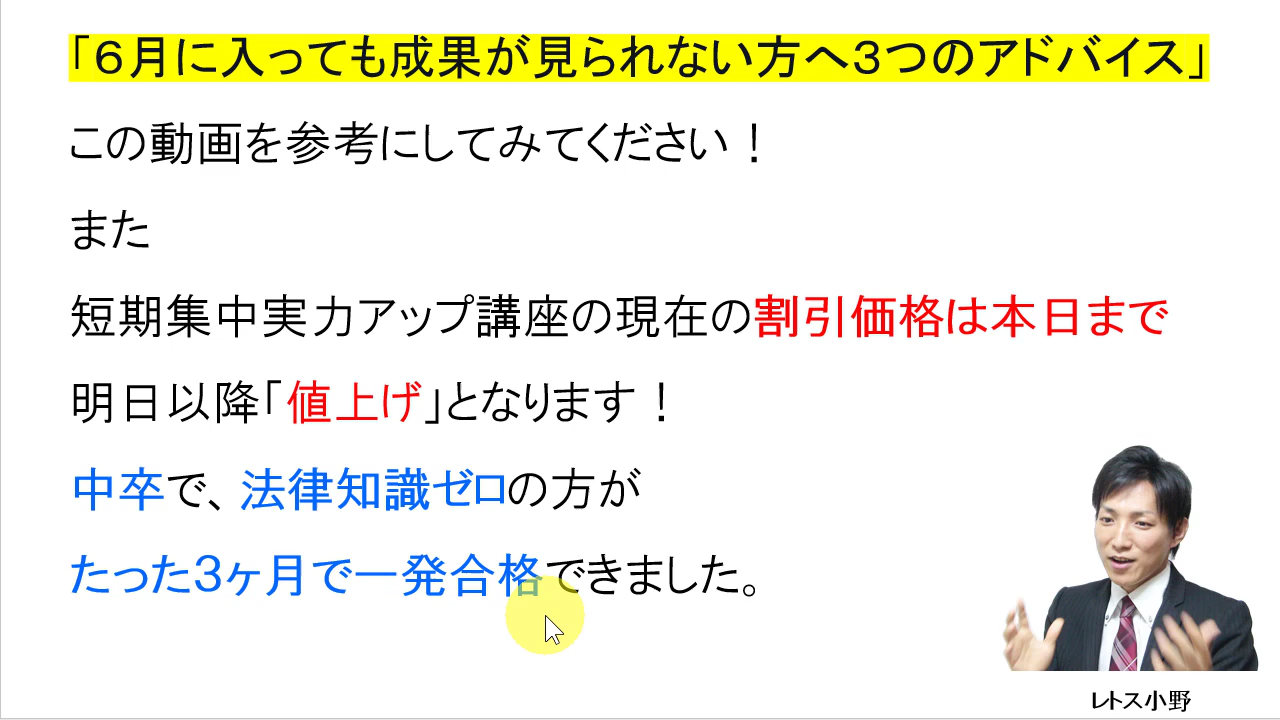 「６月に入っても成果が見られない方へ３つのアドバイス」
この動画を参考にしてみてください！
また
短期集中実力アップ講座の現在の割引価格は本日まで
明日以降「値上げ」となります！
中卒で、法律知識ゼロの方が
たった３ヶ月で一発合格できました。
レトス小野